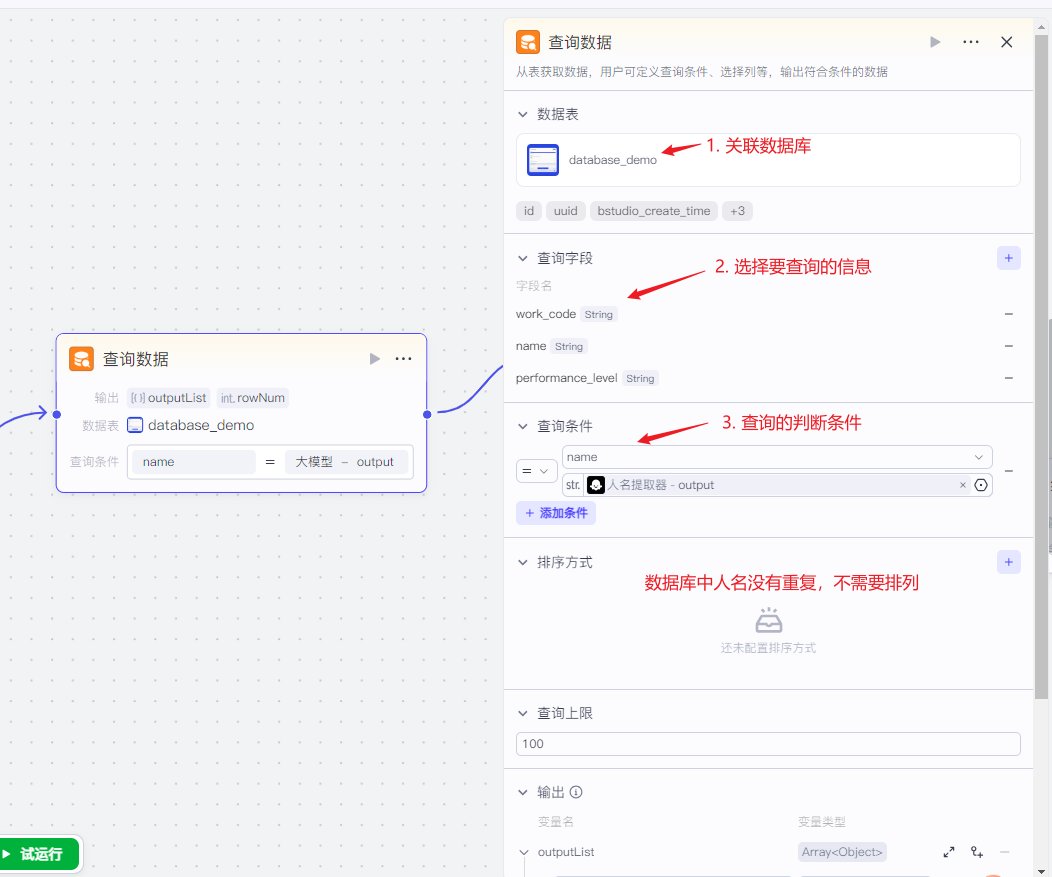 查询数据
输出 [()] outputList int. rowNum
数据表 database_demo
查询条件 name = 大模型 – output
试运行
查询数据
从表获取数据，用户可定义查询条件、选择列等，输出符合条件的数据
数据表
database_demo
1. 关联数据库
id uuid bstudio_create_time +3
查询字段
2. 选择要查询的信息
字段名
work_code String
name String
performance_level String
查询条件
3. 查询的判断条件
=
name
str. 人名提取器 - output
+ 添加条件
排序方式
数据库中人名没有重复，不需要排列
还未配置排序方式
查询上限
100
输出
变量名 变量类型
outputList Array<Object>